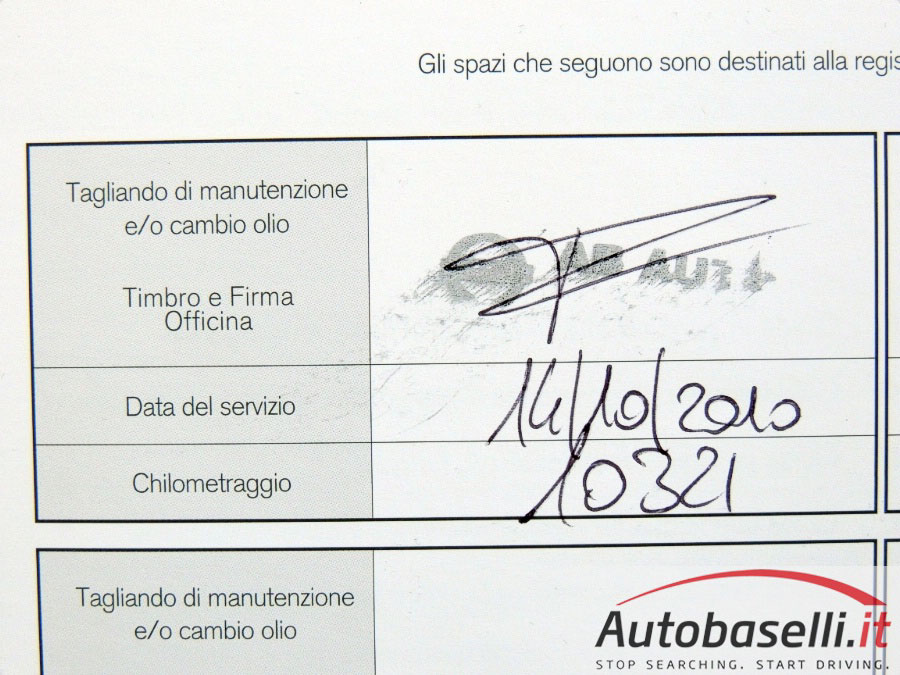 Gli spazi che seguono sono destinati alla regis
Tagliando di manutenzione
e/o cambio olio
Timbro e Firma
Officina
Data del servizio
14/10/2010
Chilometraggio
10321
Tagliando di manutenzione
e/o cambio olio
Autobaselli.it
STOP SEARCHING. START DRIVING.